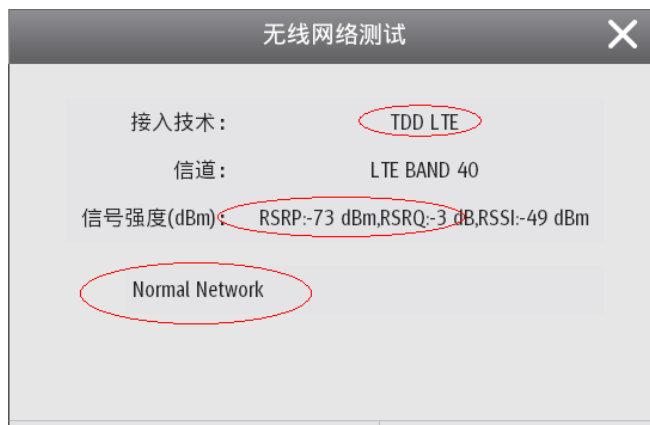 无线网络测试
接入技术: TDD LTE
信道: LTE BAND 40
信号强度(dBm): RSRP:-73 dBm,RSRQ:-3 dB,RSSI:-49 dBm
Normal Network